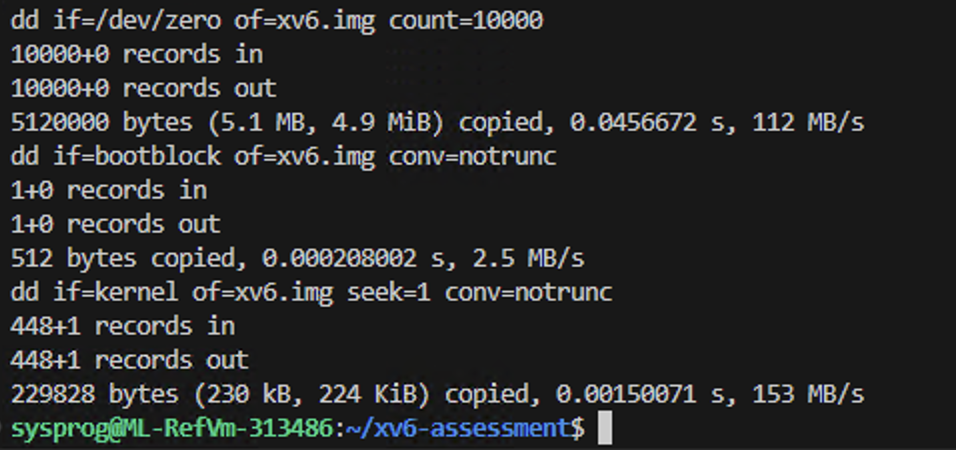 dd if=/dev/zero of=xv6.img count=10000
10000+0 records in
10000+0 records out
5120000 bytes (5.1 MB, 4.9 MiB) copied, 0.0456672 s, 112 MB/s
dd if=bootblock of=xv6.img conv=notrunc
1+0 records in
1+0 records out
512 bytes copied, 0.000208002 s, 2.5 MB/s
dd if=kernel of=xv6.img seek=1 conv=notrunc
448+1 records in
448+1 records out
229828 bytes (230 kB, 224 KiB) copied, 0.00150071 s, 153 MB/s
sysprog@ML-RefVm-313486:~/xv6-assessment$